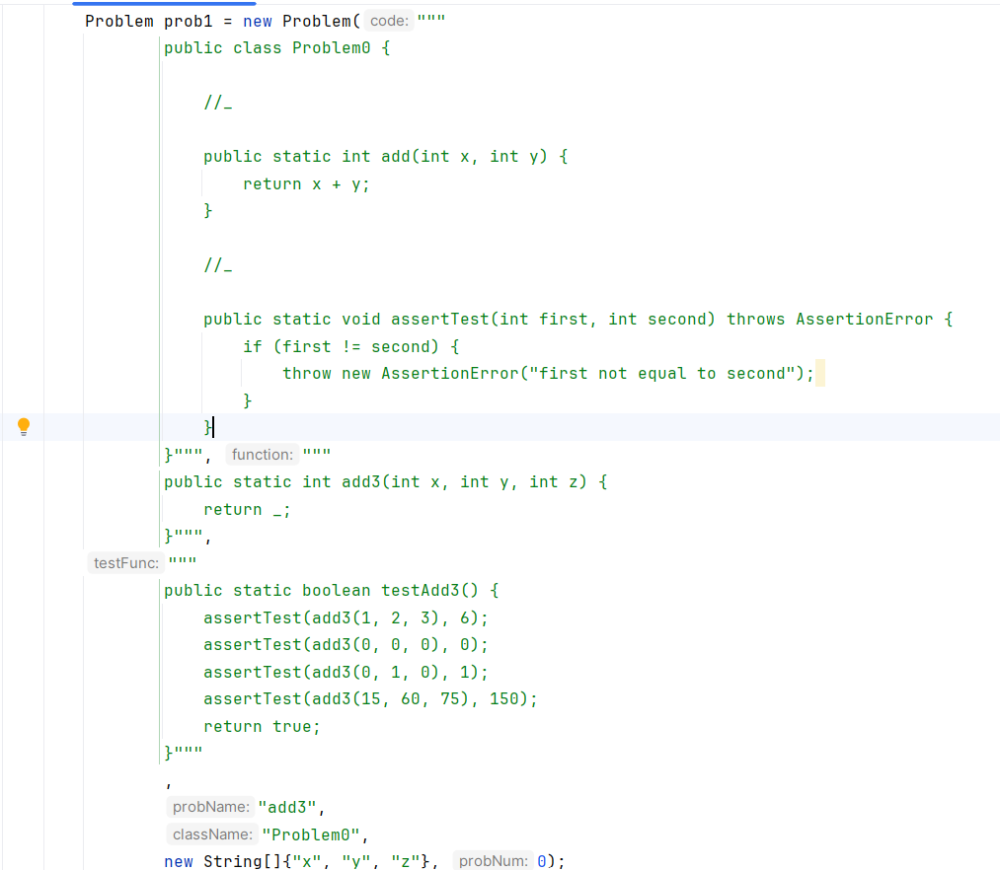 Problem prob1 = new Problem( code: """
public class Problem0 {
//_
public static int add(int x, int y) {
return x + y;
}
//_
public static void assertTest(int first, int second) throws AssertionError {
if (first != second) {
throw new AssertionError("first not equal to second");
}
}
}""", function: """
public static int add3(int x, int y, int z) {
return _;
}""",
testFunc: """
public static boolean testAdd3() {
assertTest(add3(1, 2, 3), 6);
assertTest(add3(0, 0, 0), 0);
assertTest(add3(0, 1, 0), 1);
assertTest(add3(15, 60, 75), 150);
return true;
}"""
,
probName: "add3",
className: "Problem0",
new String[]{"x", "y", "z"}, probNum: 0);